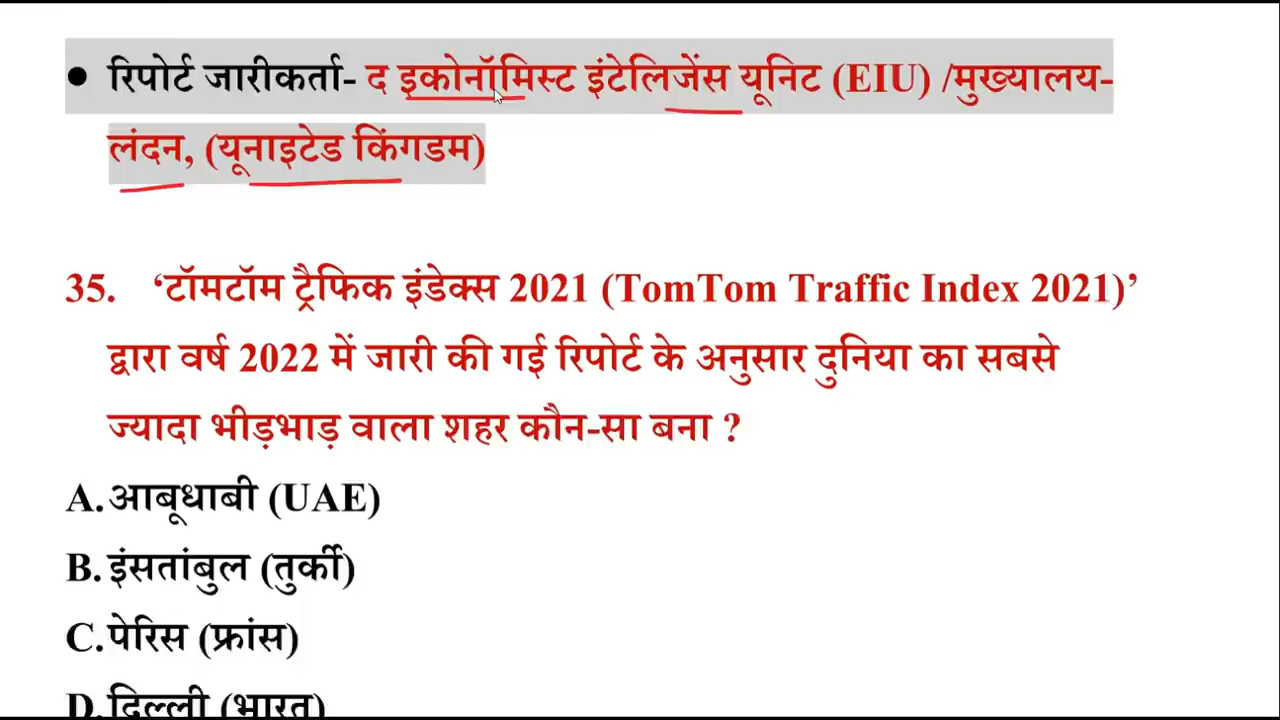 • रिपोर्ट जारीकर्ता- द इकोनॉमिस्ट इंटेलिजेंस यूनिट (EIU) /मुख्यालय-
लंदन, (यूनाइटेड किंगडम)
35. ‘टॉमटॉम ट्रैफिक इंडेक्स 2021 (TomTom Traffic Index 2021)’
द्वारा वर्ष 2022 में जारी की गई रिपोर्ट के अनुसार दुनिया का सबसे
ज्यादा भीड़भाड़ वाला शहर कौन-सा बना ?
A. आबूधाबी (UAE)
B. इंसतांबुल (तुर्की)
C. पेरिस (फ्रांस)
D. दिल्ली (भारत)